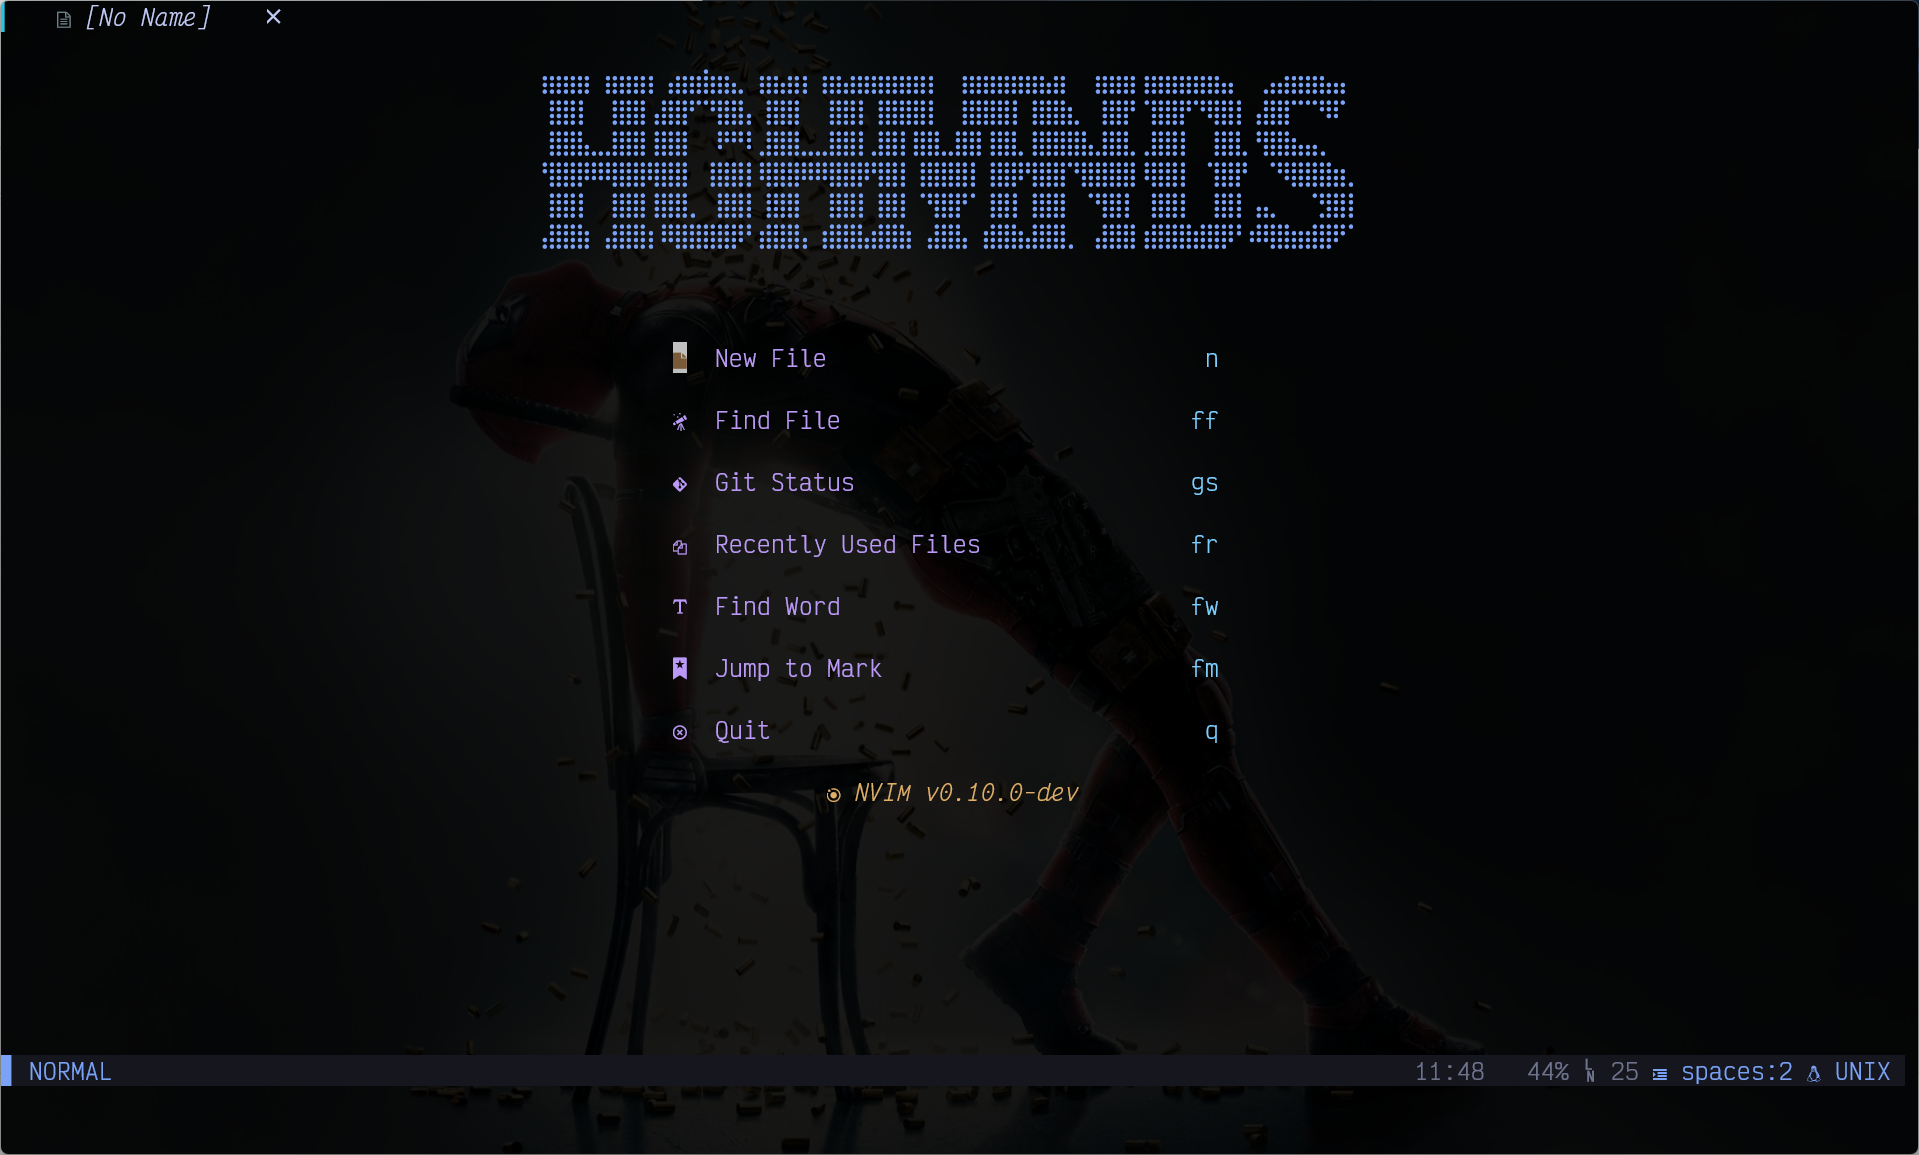 [No Name] ×
New File n
Find File ff
Git Status gs
Recently Used Files fr
Find Word fw
Jump to Mark fm
Quit q
NVIM v0.10.0-dev
NORMAL 11:48 44% LN 25 spaces:2 UNIX